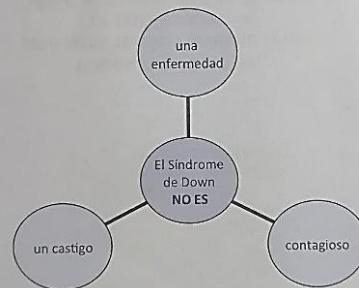 una
enfermedad
El Síndrome
de Down
NO ES
un castigo
contagioso